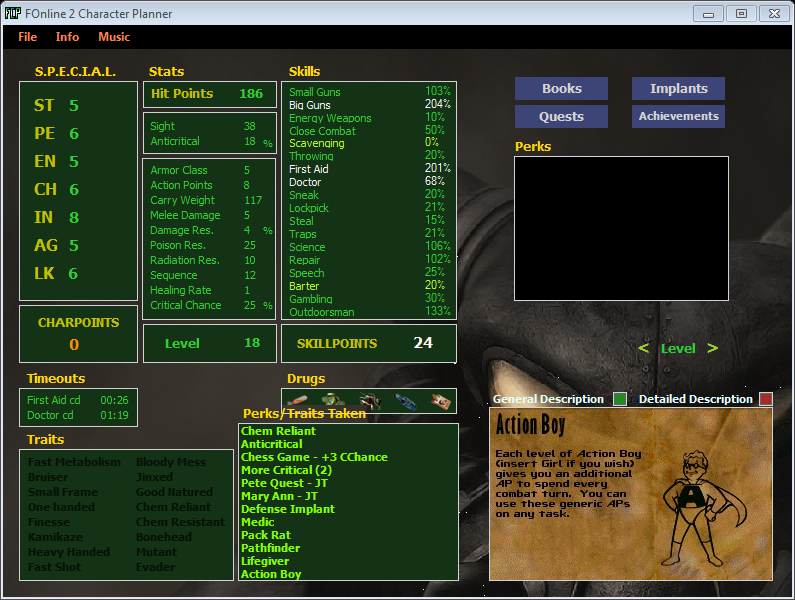 FOnline 2 Character Planner
File Info Music
S.P.E.C.I.A.L.
ST 5
PE 6
EN 5
CH 6
IN 8
AG 5
LK 6
CHARPOINTS
0
Stats
Hit Points 186
Sight 38
Anticritical 18 %
Armor Class 5
Action Points 8
Carry Weight 117
Melee Damage 5
Damage Res. 4 %
Poison Res. 25
Radiation Res. 10
Sequence 12
Healing Rate 1
Critical Chance 25 %
Level 18
Skills
Small Guns 103%
Big Guns 204%
Energy Weapons 10%
Close Combat 50%
Scavenging 0%
Throwing 20%
First Aid 201%
Doctor 68%
Sneak 20%
Lockpick 21%
Steal 15%
Traps 21%
Science 106%
Repair 102%
Speech 25%
Barter 20%
Gambling 30%
Outdoorsman 133%
SKILLPOINTS 24
Books Implants
Quests Achievements
Perks
< Level >
Timeouts
First Aid cd 00:26
Doctor cd 01:19
Drugs
Traits
Fast Metabolism Bloody Mess
Bruiser Jinxed
Small Frame Good Natured
One handed Chem Reliant
Finesse Chem Resistant
Kamikaze Bonehead
Heavy Handed Mutant
Fast Shot Evader
Perks/Traits Taken
Chem Reliant
Anticritical
Chess Game - +3 CChance
More Critical (2)
Pete Quest - JT
Mary Ann - JT
Defense Implant
Medic
Pack Rat
Pathfinder
Lifegiver
Action Boy
General Description Detailed Description
Action Boy
Each level of Action Boy
(insert Girl if you wish)
gives you an additional
AP to spend every
combat turn. You can
use these generic APs
on any task.
A